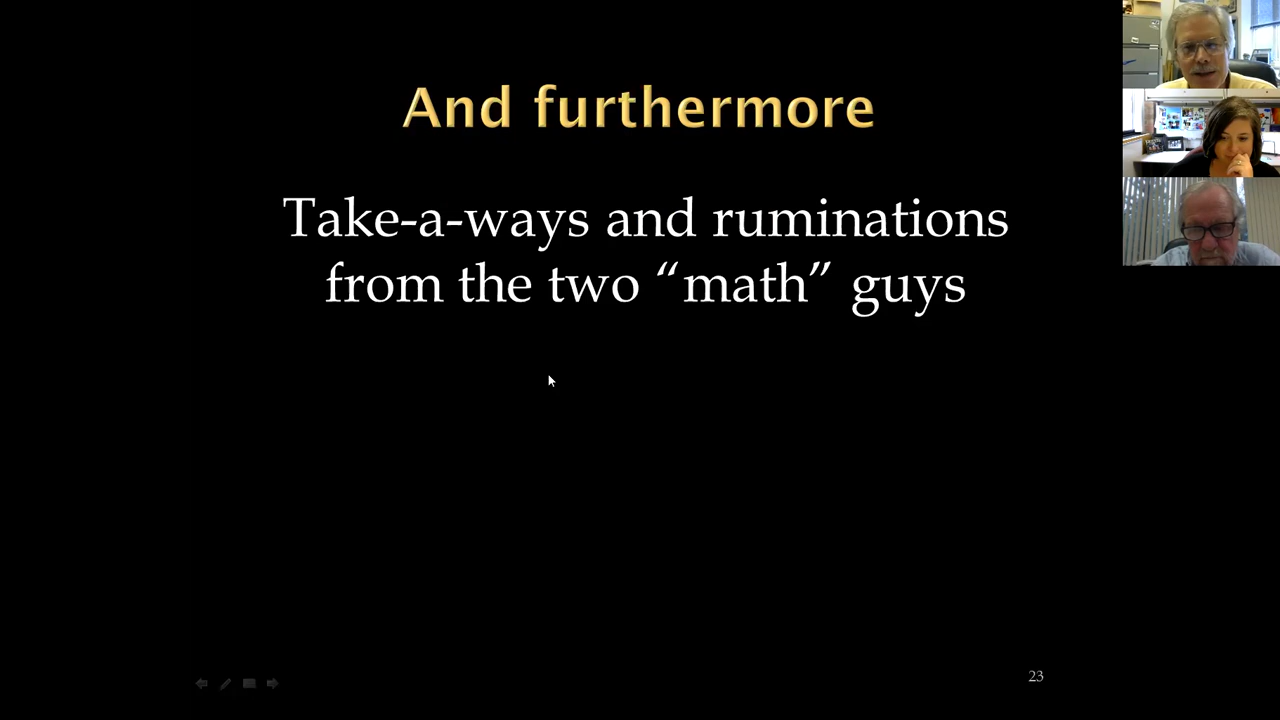 And furthermore
Take-a-ways and ruminations
from the two “math” guys
23